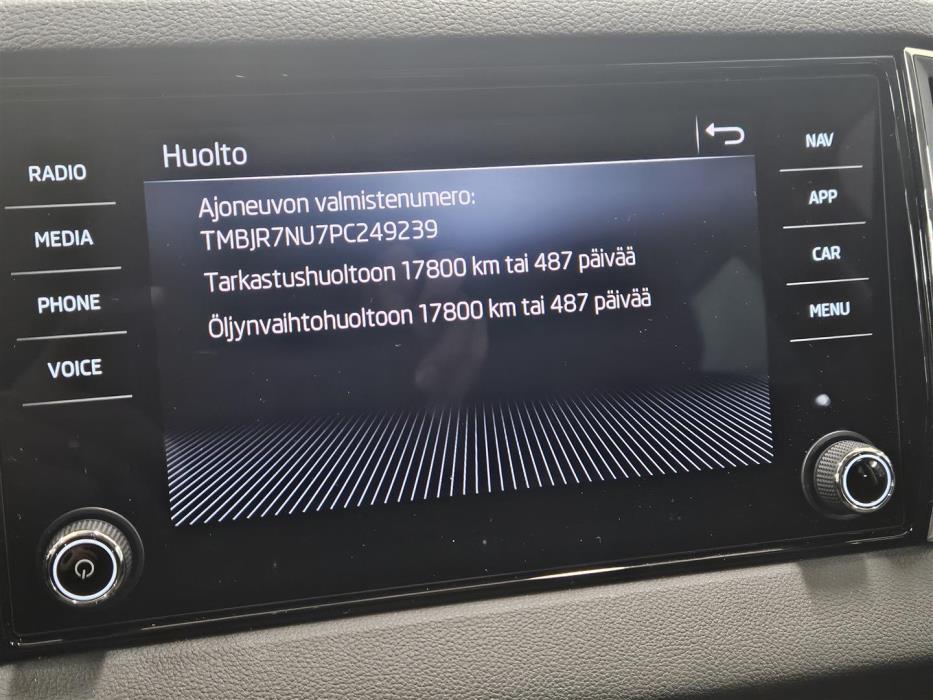 Huolto
RADIO
MEDIA
PHONE
VOICE
Ajoneuvon valmistenumero:
TMBJR7NU7PC249239
Tarkastushuoltoon 17800 km tai 487 päivää
Öljynvaihtohuoltoon 17800 km tai 487 päivää
NAV
APP
CAR
MENU